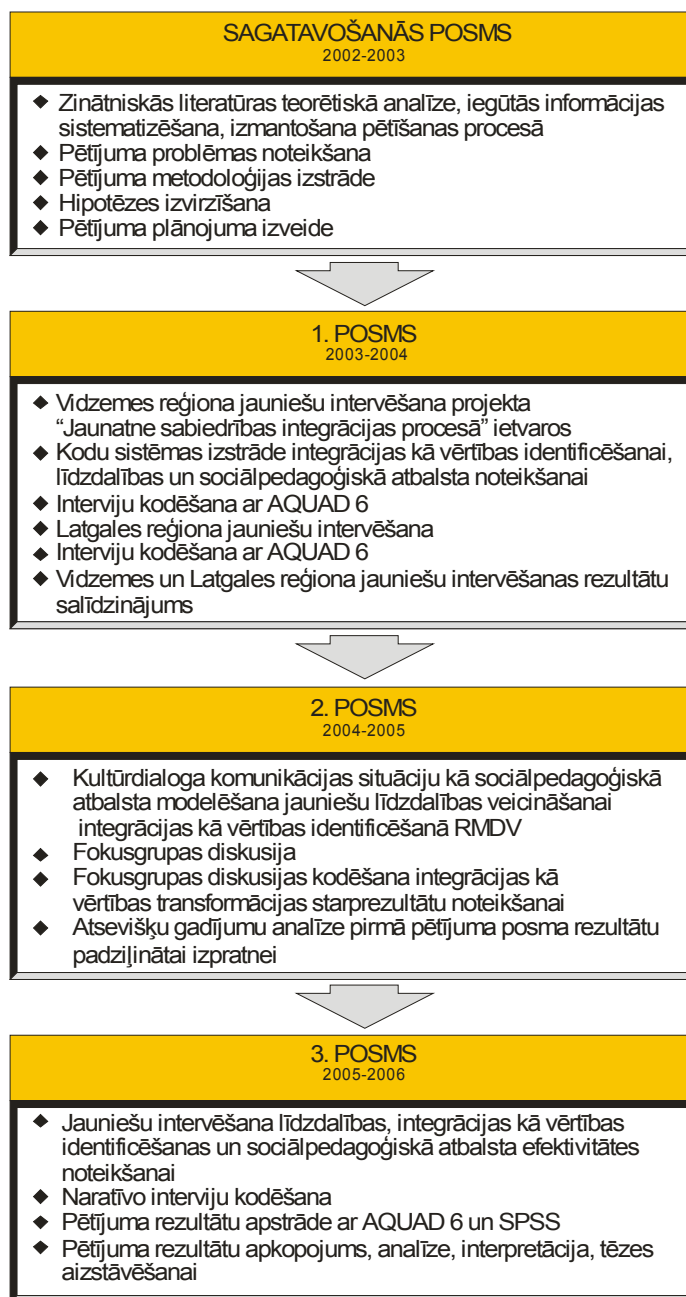 SAGATAVOŠANĀS POSMS
2002-2003
◆ Zinātniskās literatūras teorētiskā analīze, iegūtās informācijas
sistematizēšana, izmantošana pētīšanas procesā
◆ Pētījuma problēmas noteikšana
◆ Pētījuma metodoloģijas izstrāde
◆ Hipotēzes izvirzīšana
◆ Pētījuma plānojuma izveide
1. POSMS
2003-2004
◆ Vidzemes reģiona jauniešu intervēšana projekta
“Jaunatne sabiedrības integrācijas procesā” ietvaros
◆ Kodu sistēmas izstrāde integrācijas kā vērtības identificēšanai,
līdzdalības un sociālpedagoģiskā atbalsta noteikšanai
◆ Interviju kodēšana ar AQUAD 6
◆ Latgales reģiona jauniešu intervēšana
◆ Interviju kodēšana ar AQUAD 6
◆ Vidzemes un Latgales reģiona jauniešu intervēšanas rezultātu
salīdzinājums
2. POSMS
2004-2005
◆ Kultūrdialoga komunikācijas situāciju kā sociālpedagoģiskā
atbalsta modelēšana jauniešu līdzdalības veicināšanai
integrācijas kā vērtības identificēšanā RMDV
◆ Fokusgrupas diskusija
◆ Fokusgrupas diskusijas kodēšana integrācijas kā
vērtības transformācijas starprezultātu noteikšanai
◆ Atsevišķu gadījumu analīze pirmā pētījuma posma rezultātu
padziļinātai izpratnei
3. POSMS
2005-2006
◆ Jauniešu intervēšana līdzdalības, integrācijas kā vērtības
identificēšanas un sociālpedagoģiskā atbalsta efektivitātes
noteikšanai
◆ Naratīvo interviju kodēšana
◆ Pētījuma rezultātu apstrāde ar AQUAD 6 un SPSS
◆ Pētījuma rezultātu apkopojums, analīze, interpretācija, tēzes
aizstāvēšanai